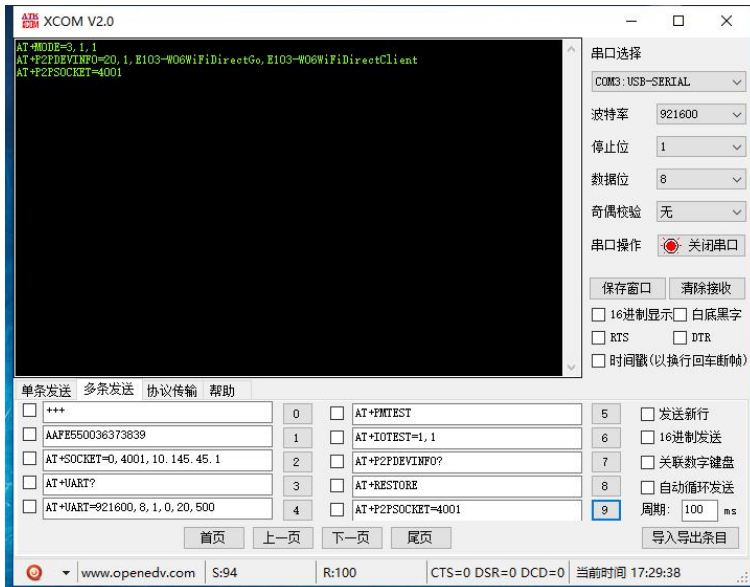 ATK XCOM XCOM V2.0
AT+MODE=3,1,1
AT+P2PDEVINFO=20,1,E103-W06WiFiDirectGo,E103-W06WiFiDirectClient
AT+P2PSOCKET=4001
串口选择
COM3:USB-SERIAL
波特率 921600
停止位 1
数据位 8
奇偶校验 无
串口操作 关闭串口
保存窗口 清除接收
16进制显示 白底黑字
RTS DTR
时间戳(以换行回车断帧)
单条发送 多条发送 协议传输 帮助
+++ 0 AT+PMTEST 5 发送新行
AAFE550036373839 1 AT+IOTEST=1,1 6 16进制发送
AT+SOCKET=0,4001,10.145.45.1 2 AT+P2PDEVINFO? 7 关联数字键盘
AT+UART? 3 AT+RESTORE 8 自动循环发送
AT+UART=921600,8,1,0,20,500 4 AT+P2PSOCKET=4001 9 周期: 100 ms
首页 上一页 下一页 尾页 导入导出条目
www.openedv.com S:94 R:100 CTS=0 DSR=0 DCD=0 当前时间 17:29:38